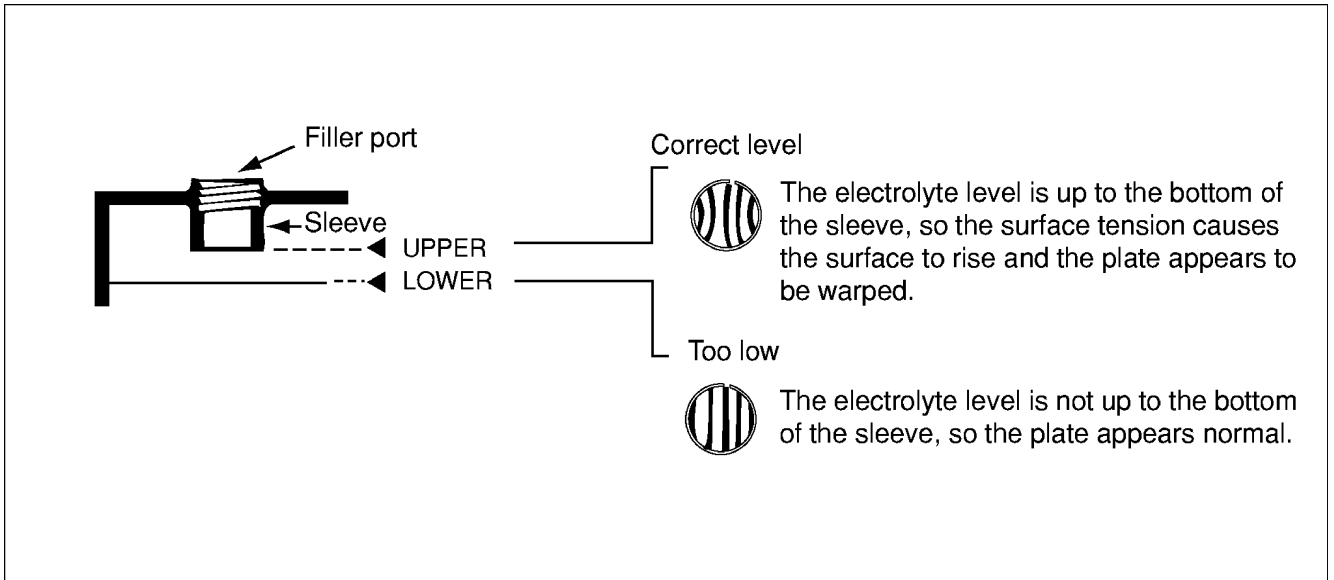 Filler port
Sleeve
UPPER
LOWER
Correct level
The electrolyte level is up to the bottom of
the sleeve, so the surface tension causes
the surface to rise and the plate appears to
be warped.
Too low
The electrolyte level is not up to the bottom
of the sleeve, so the plate appears normal.